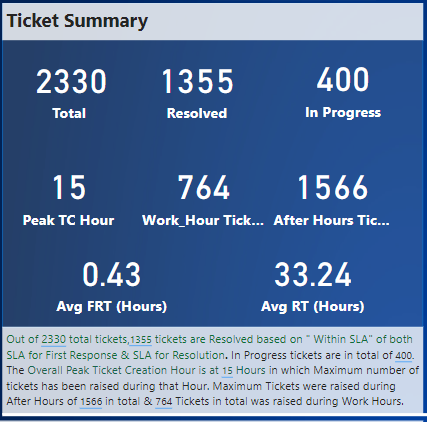 Ticket Summary
2330 1355 400
Total Resolved In Progress
15 764 1566
Peak TC Hour Work_Hour Tick... After Hours Tic...
0.43 33.24
Avg FRT (Hours) Avg RT (Hours)
Out of 2330 total tickets,1355 tickets are Resolved based on " Within SLA" of both
SLA for First Response & SLA for Resolution. In Progress tickets are in total of 400.
The Overall Peak Ticket Creation Hour is at 15 Hours in which Maximum number of
tickets has been raised during that Hour. Maximum Tickets were raised during
After Hours of 1566 in total & 764 Tickets in total was raised during Work Hours.